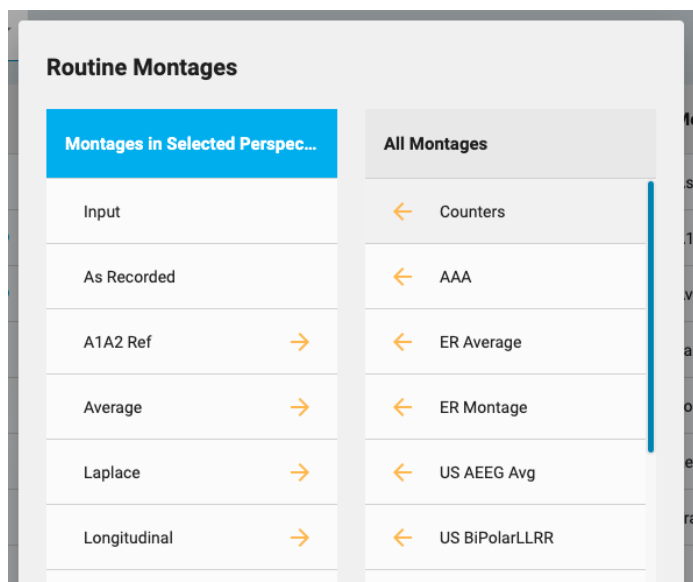 Routine Montages
Montages in Selected Perspec...
Input
As Recorded
A1A2 Ref
Average
Laplace
Longitudinal
All Montages
Counters
AAA
ER Average
ER Montage
US AEEG Avg
US BiPolarLLRR